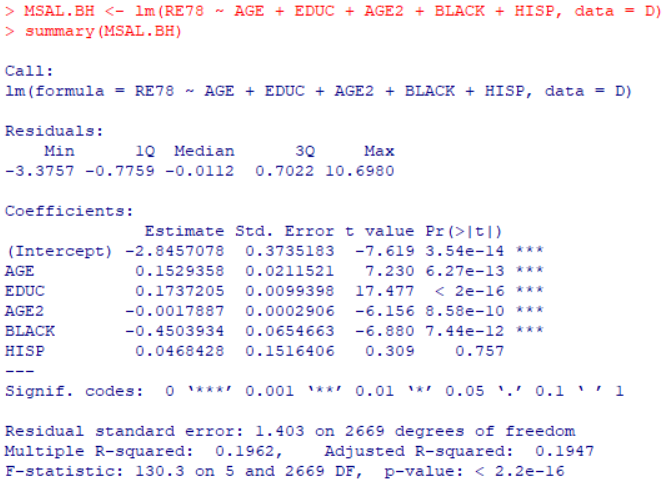 > MSAL.BH <- lm(RE78 ~ AGE + EDUC + AGE2 + BLACK + HISP, data = D)
> summary(MSAL.BH)
Call:
lm(formula = RE78 ~ AGE + EDUC + AGE2 + BLACK + HISP, data = D)
Residuals:
Min 1Q Median 3Q Max
-3.3757 -0.7759 -0.0112 0.7022 10.6980
Coefficients:
Estimate Std. Error t value Pr(>|t|)
(Intercept) -2.8457078 0.3735183 -7.619 3.54e-14 ***
AGE 0.1529358 0.0211521 7.230 6.27e-13 ***
EDUC 0.1737205 0.0099398 17.477 < 2e-16 ***
AGE2 -0.0017887 0.0002906 -6.156 8.58e-10 ***
BLACK -0.4503934 0.0654663 -6.880 7.44e-12 ***
HISP 0.0468428 0.1516406 0.309 0.757
---
Signif. codes: 0 ‘***’ 0.001 ‘**’ 0.01 ‘*’ 0.05 ‘.’ 0.1 ‘ ’ 1
Residual standard error: 1.403 on 2669 degrees of freedom
Multiple R-squared: 0.1962, Adjusted R-squared: 0.1947
F-statistic: 130.3 on 5 and 2669 DF, p-value: < 2.2e-16